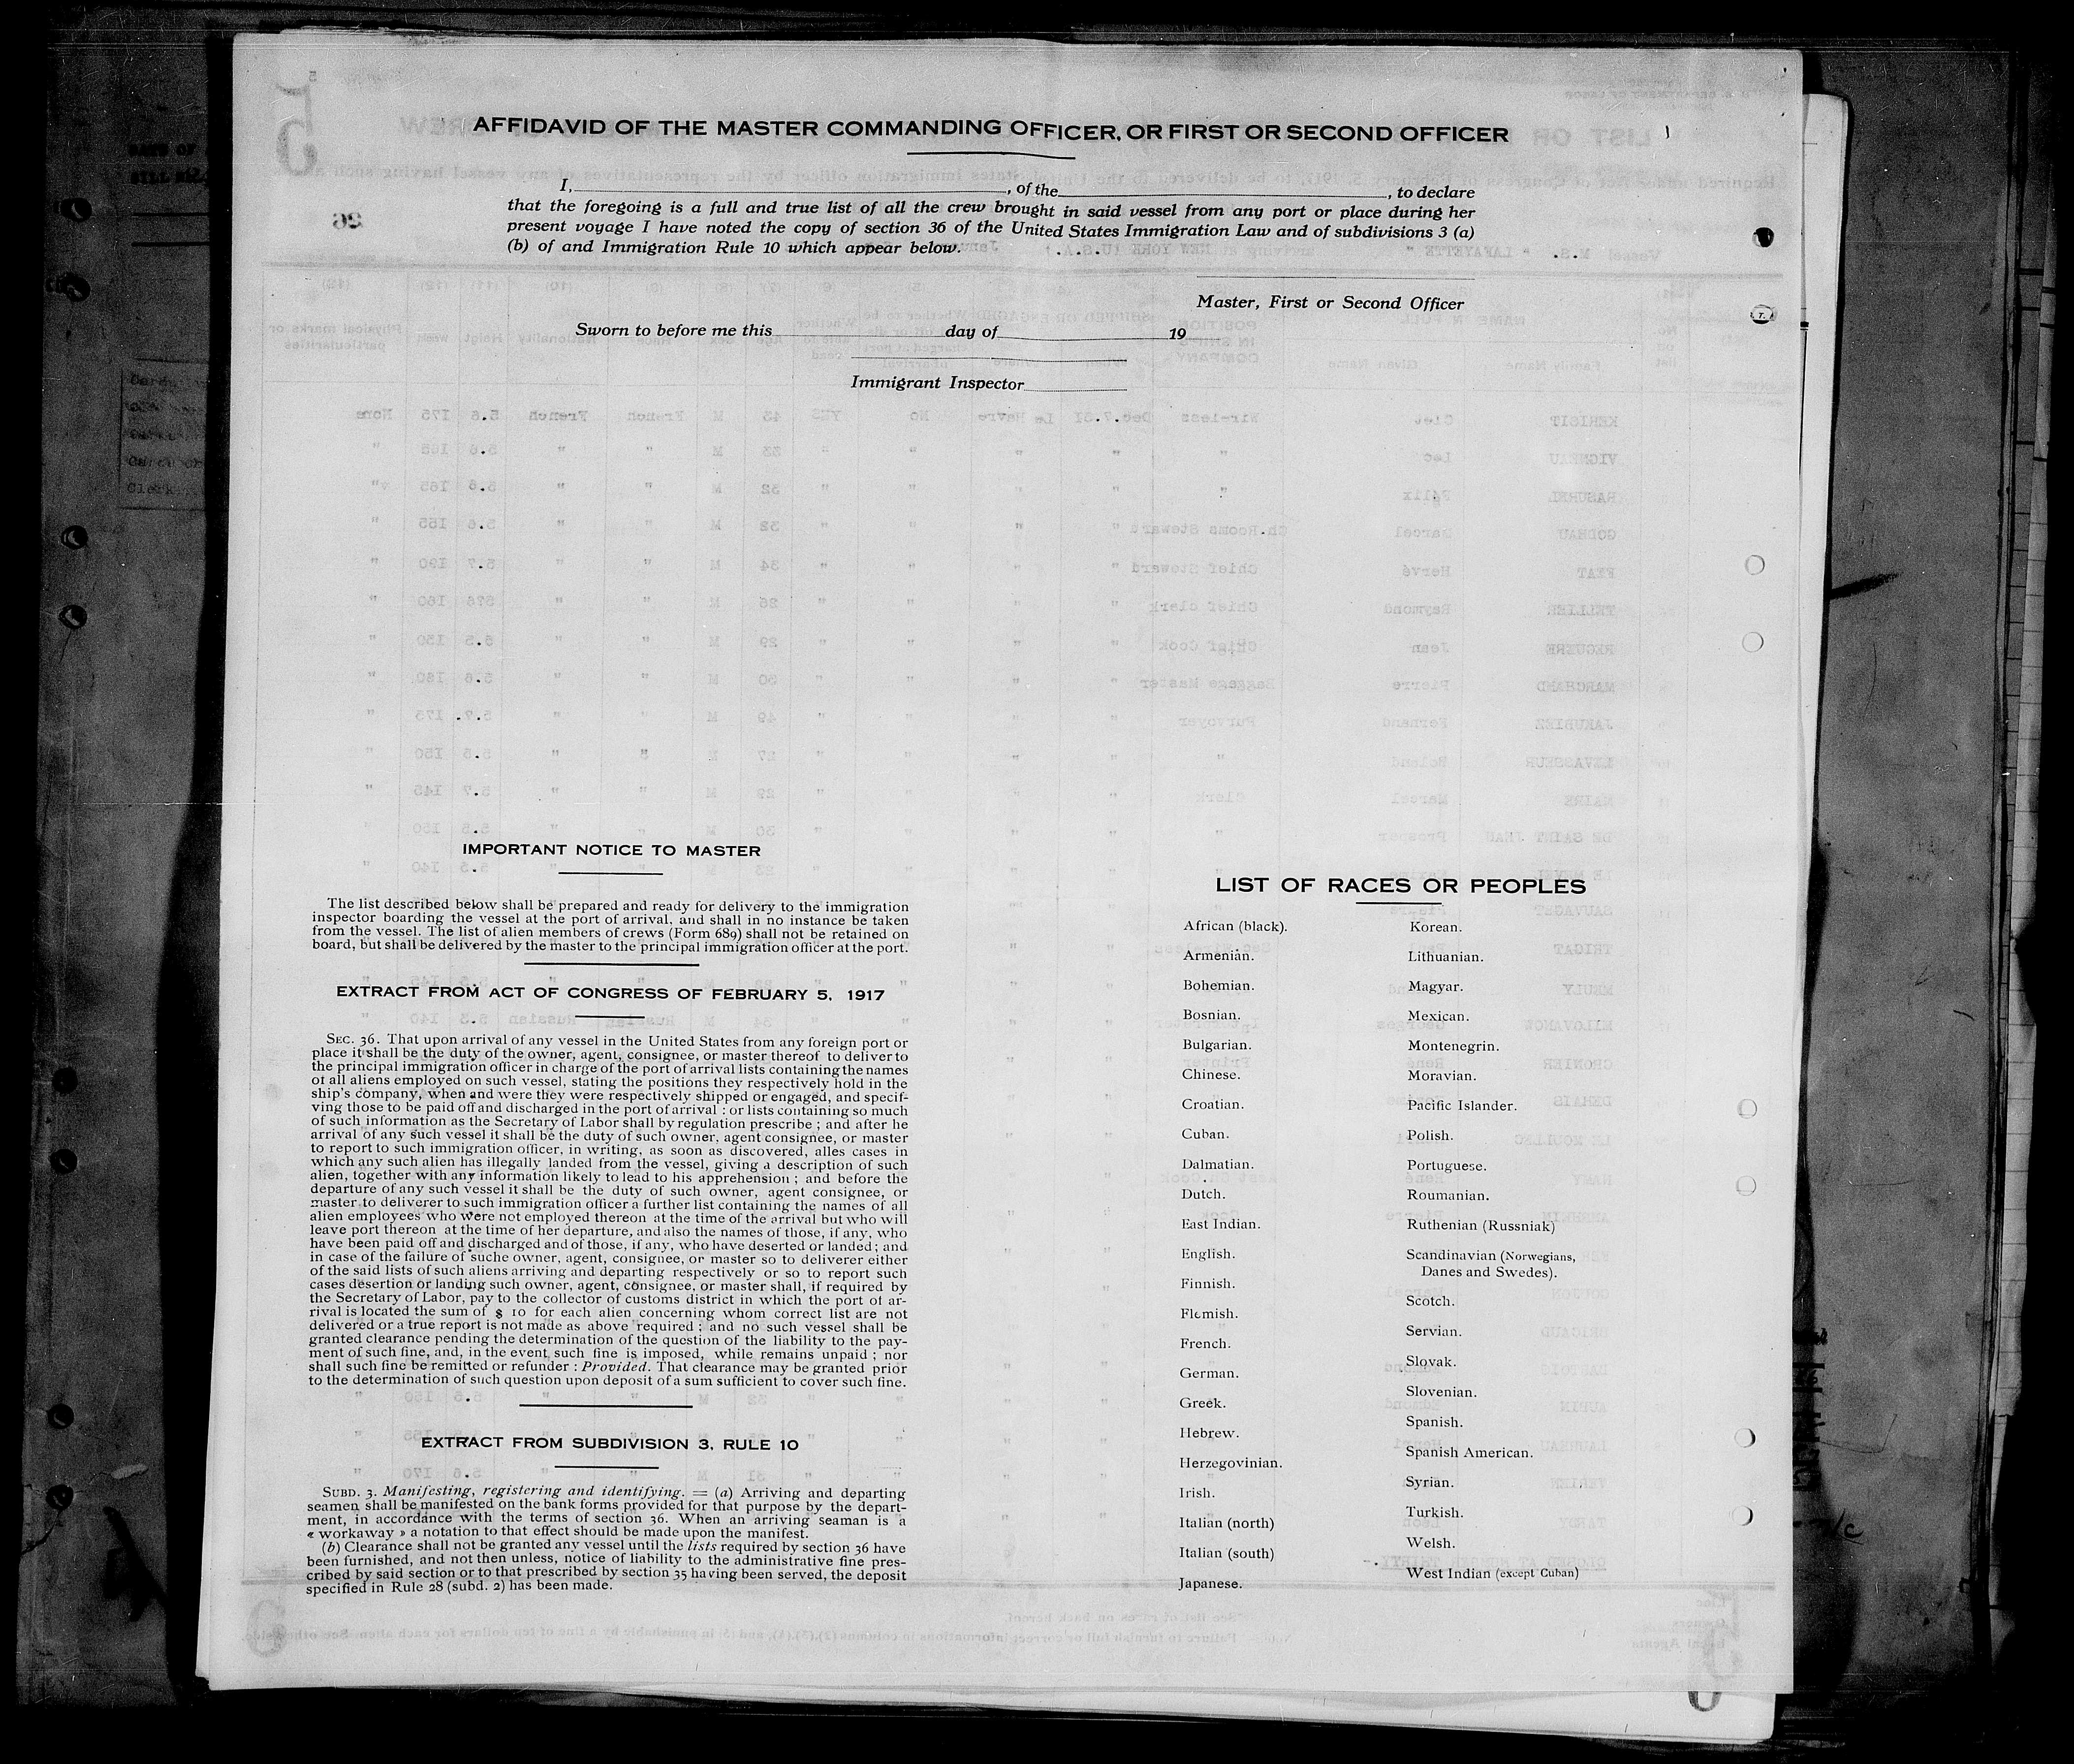 AFFIDAVID OF THE MASTER COMMANDING OFFICER, OR FIRST OR SECOND OFFICER
I, , of the , to declare
that the foregoing is a full and true list of all the crew brought in said vessel from any port or place during her
present voyage I have noted the copy of section 36 of the United States Immigration Law and of subdivisions 3 (a)
(b) of and Immigration Rule 10 which appear below.
Master, First or Second Officer
Sworn to before me this day of 19
Immigrant Inspector
IMPORTANT NOTICE TO MASTER
The list described below shall be prepared and ready for delivery to the immigration
inspector boarding the vessel at the port of arrival, and shall in no instance be taken
from the vessel. The list of alien members of crews (Form 689) shall not be retained on
board, but shall be delivered by the master to the principal immigration officer at the port.
EXTRACT FROM ACT OF CONGRESS OF FEBRUARY 5, 1917
SEC. 36. That upon arrival of any vessel in the United States from any foreign port or
place it shall be the duty of the owner, agent, consignee, or master thereof to deliver to
the principal immigration officer in charge of the port of arrival lists containing the names
of all aliens employed on such vessel, stating the positions they respectively hold in the
ship's company, when and were they were respectively shipped or engaged, and specif-
ving those to be paid off and discharged in the port of arrival : or lists containing so much
of such information as the Secretary of Labor shall by regulation prescribe ; and after he
arrival of any such vessel it shall be the duty of such owner, agent consignee, or master
to report to such immigration officer, in writing, as soon as discovered, alles cases in
which any such alien has illegally landed from the vessel, giving a description of such
alien, together with any information likely to lead to his apprehension ; and before the
departure of any such vessel it shall be the duty of such owner, agent consignee, or
master to deliverer to such immigration officer a further list containing the names of all
alien employees who were not employed thereon at the time of the arrival but who will
leave port thereon at the time of her departure, and also the names of those, if any, who
have been paid off and discharged and of those, if any, who have deserted or landed ; and
in case of the failure of suche owner, agent, consignee, or master so to deliverer either
of the said lists of such aliens arriving and departing respectively or so to report such
cases desertion or landing such owner, agent, consignee, or master shall, if required by
the Secretary of Labor, pay to the collector of customs district in which the port of ar-
rival is located the sum of $ 10 for each alien concerning whom correct list are not
delivered or a true report is not made as above required ; and no such vessel shall be
granted clearance pending the determination of the question of the liability to the pay-
ment of such fine, and, in the event such fine is imposed, while remains unpaid ; nor
shall such fine be remitted or refunder : Provided. That clearance may be granted prior
to the determination of such question upon deposit of a sum sufficient to cover such fine.
EXTRACT FROM SUBDIVISION 3, RULE 10
SUBD. 3. Manifesting, registering and identifying. = (a) Arriving and departing
seamen shall be manifested on the bank forms provided for that purpose by the depart-
ment, in accordance with the terms of section 36. When an arriving seaman is a
« workaway » a notation to that effect should be made upon the manifest.
(b) Clearance shall not be granted any vessel until the lists required by section 36 have
been furnished, and not then unless, notice of liability to the administrative fine pres-
cribed by said section or to that prescribed by section 35 having been served, the deposit
specified in Rule 28 (subd. 2) has been made.
LIST OF RACES OR PEOPLES
African (black).
Armenian.
Bohemian.
Bosnian.
Bulgarian.
Chinese.
Croatian.
Cuban.
Dalmatian.
Dutch.
East Indian.
English.
Finnish.
Flemish.
French.
German.
Greek.
Hebrew.
Herzegovinian.
Irish.
Italian (north)
Italian (south)
Japanese.
Korean.
Lithuanian.
Magyar.
Mexican.
Montenegrin.
Moravian.
Pacific Islander.
Polish.
Portuguese.
Roumanian.
Ruthenian (Russniak)
Scandinavian (Norwegians,
Danes and Swedes).
Scotch.
Servian.
Slovak.
Slovenian.
Spanish.
Spanish American.
Syrian.
Turkish.
Welsh.
West Indian (except Cuban)